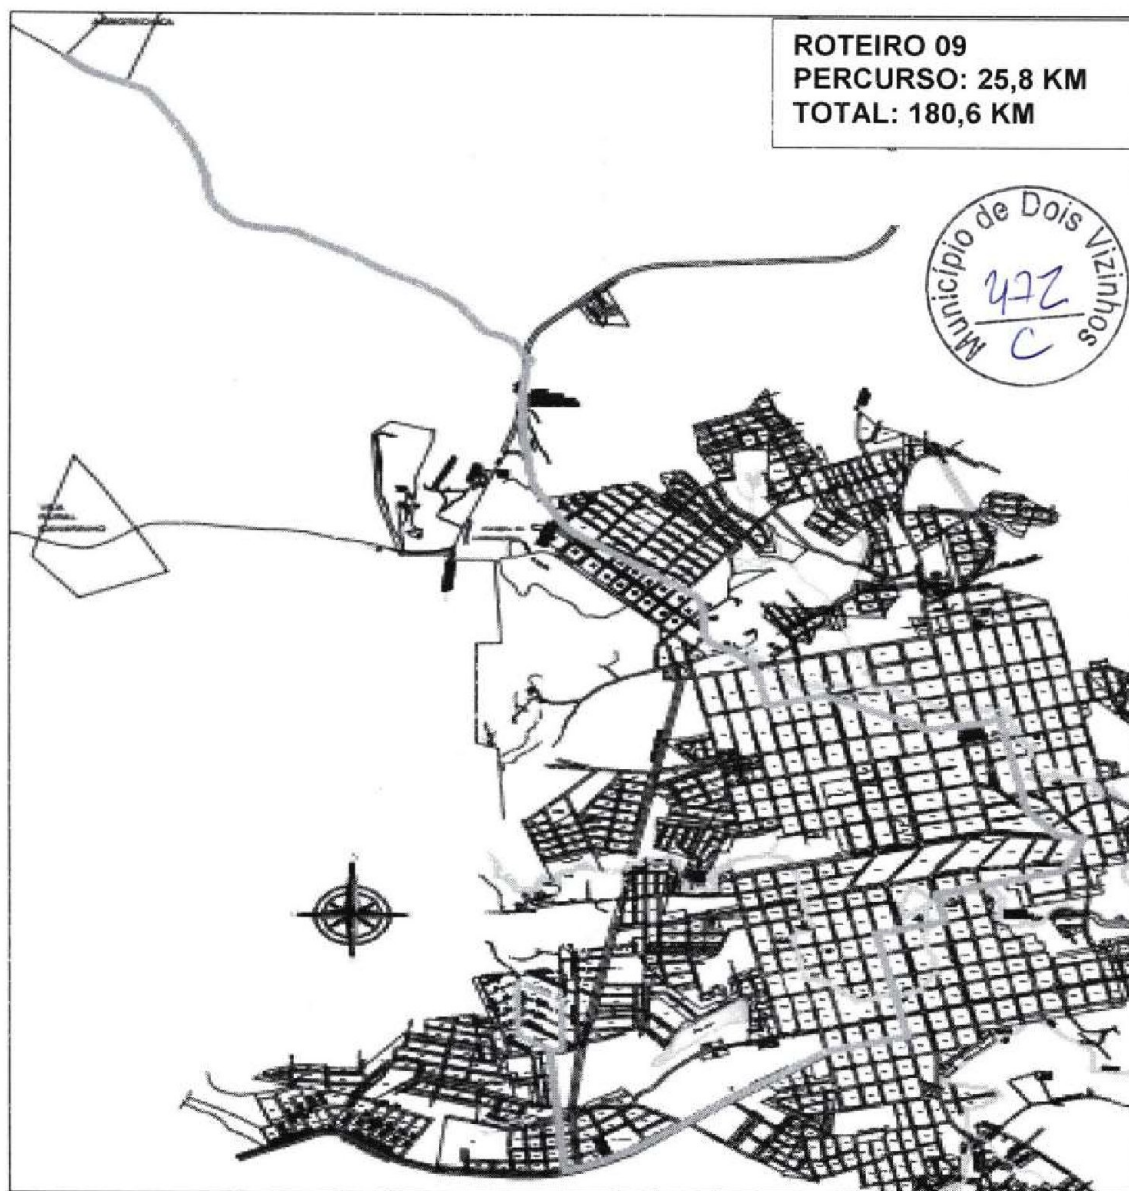 ROTEIRO 09
PERCURSO: 25,8 KM
TOTAL: 180,6 KM
Município de Dois Vizinhos
472
C